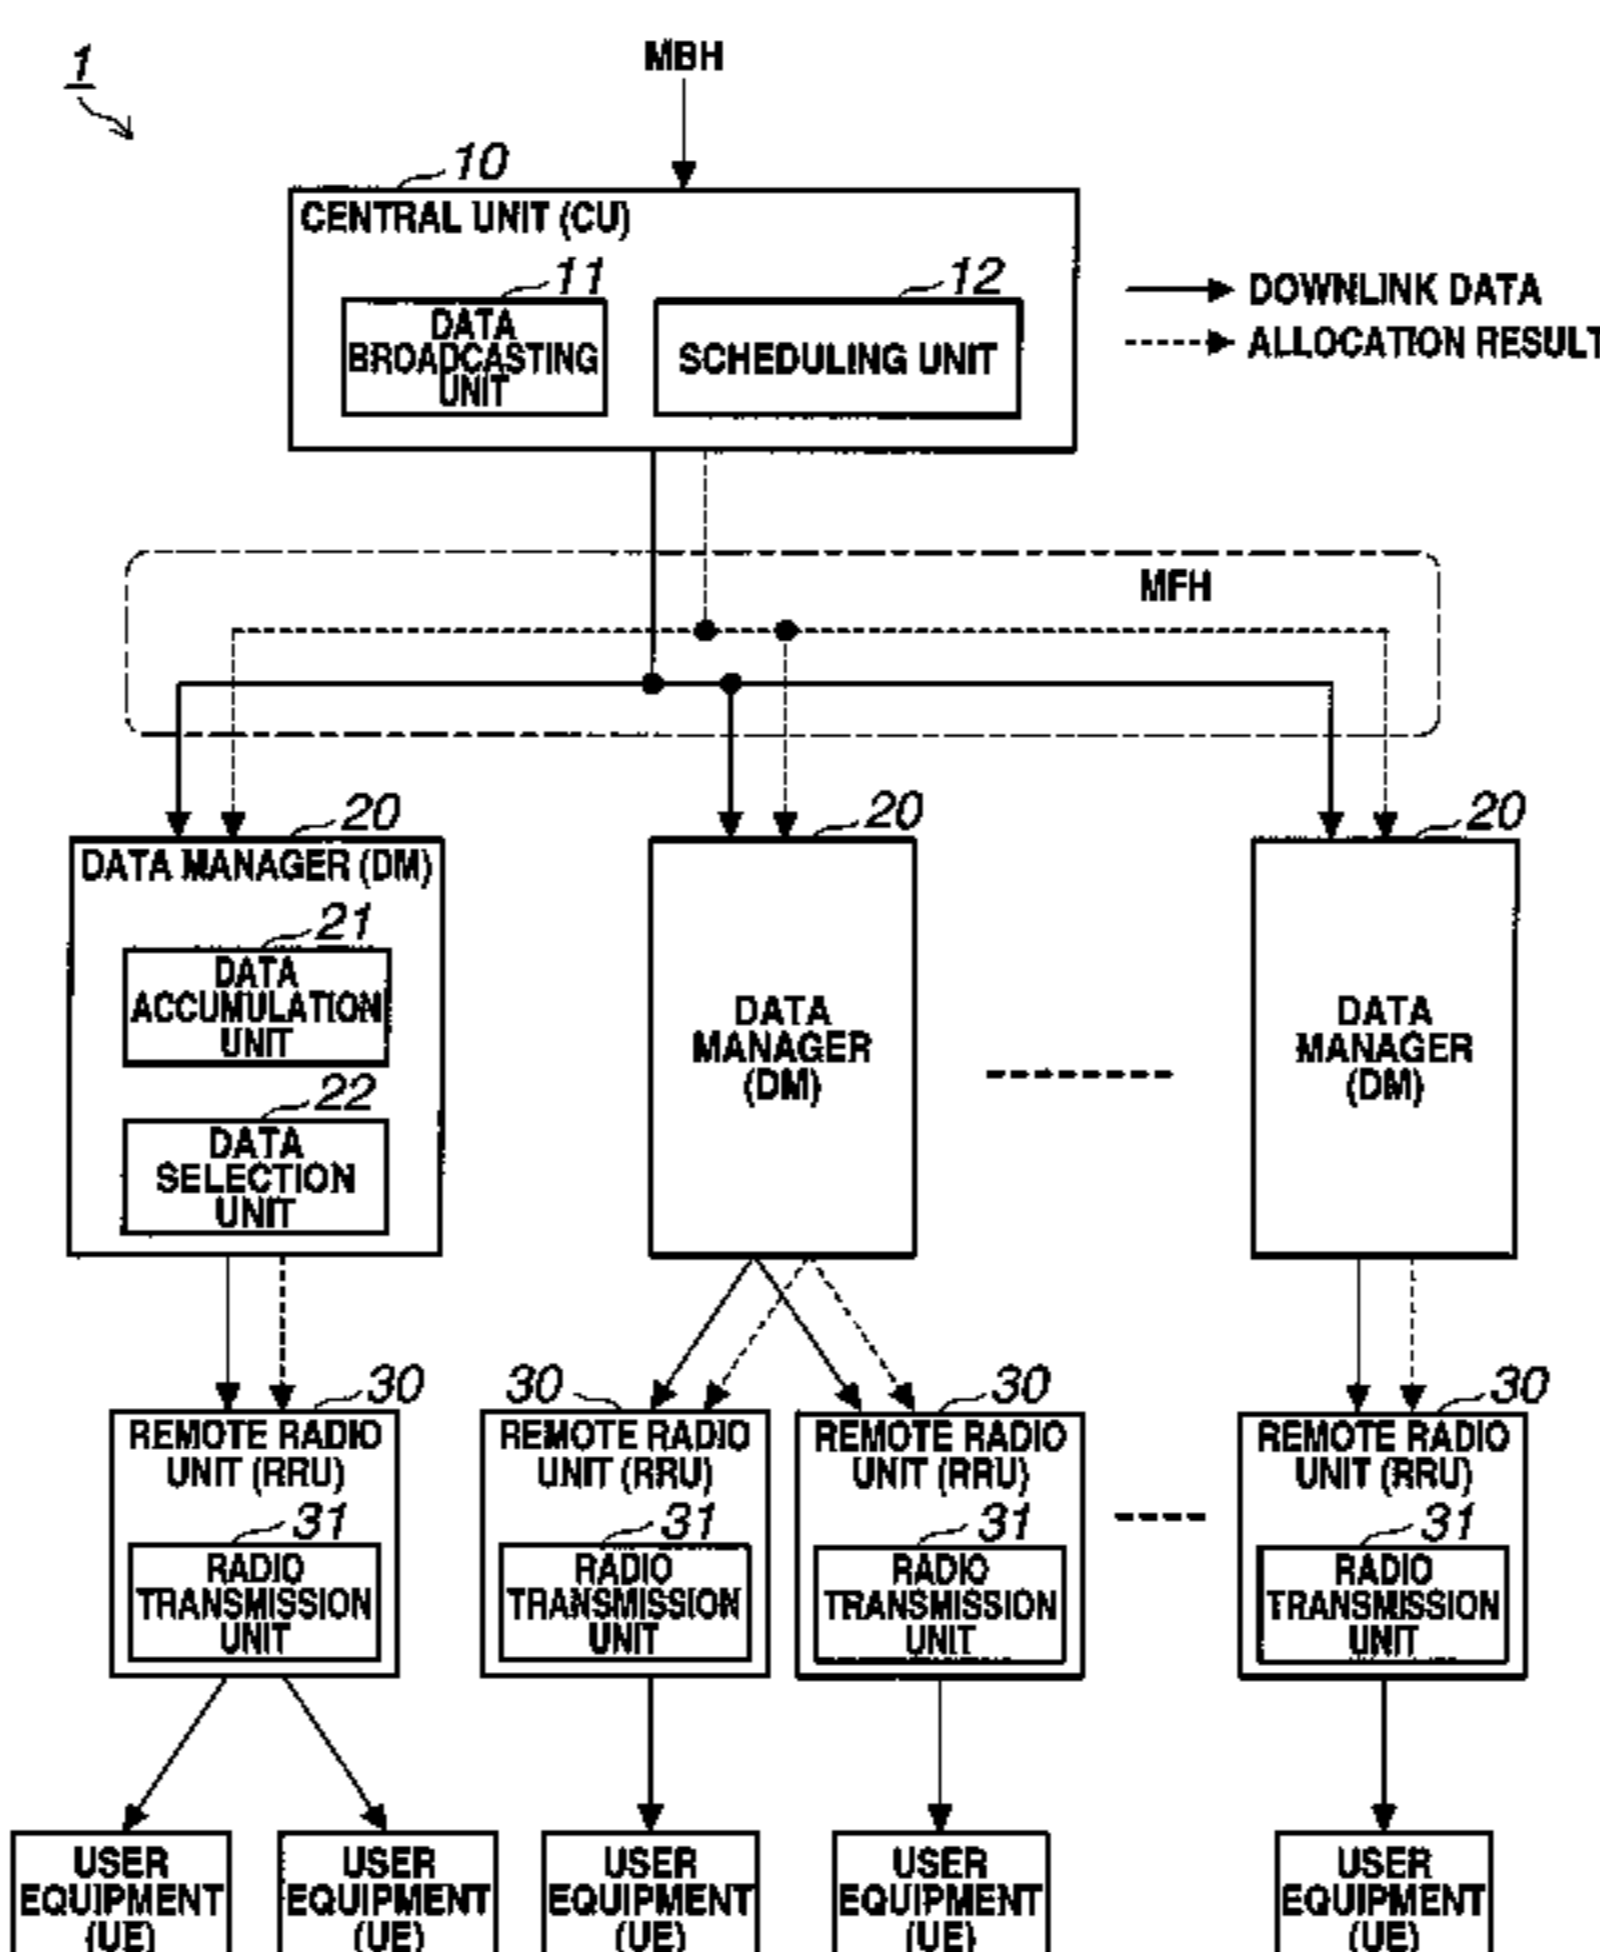 1
MBH
10
CENTRAL UNIT (CU)
11
12
DATA
BROADCASTING
UNIT
SCHEDULING UNIT
DOWNLINK DATA
ALLOCATION RESULT
MFH
20
20
20
DATA MANAGER (DM)
21
DATA
ACCUMULATION
UNIT
22
DATA
SELECTION
UNIT
DATA
MANAGER
(DM)
DATA
MANAGER
(DM)
30
30
30
30
REMOTE RADIO
UNIT (RRU)
31
RADIO
TRANSMISSION
UNIT
REMOTE RADIO
UNIT (RRU)
31
RADIO
TRANSMISSION
UNIT
REMOTE RADIO
UNIT (RRU)
31
RADIO
TRANSMISSION
UNIT
REMOTE RADIO
UNIT (RRU)
31
RADIO
TRANSMISSION
UNIT
USER
EQUIPMENT
(UE)
USER
EQUIPMENT
(UE)
USER
EQUIPMENT
(UE)
USER
EQUIPMENT
(UE)
USER
EQUIPMENT
(UE)